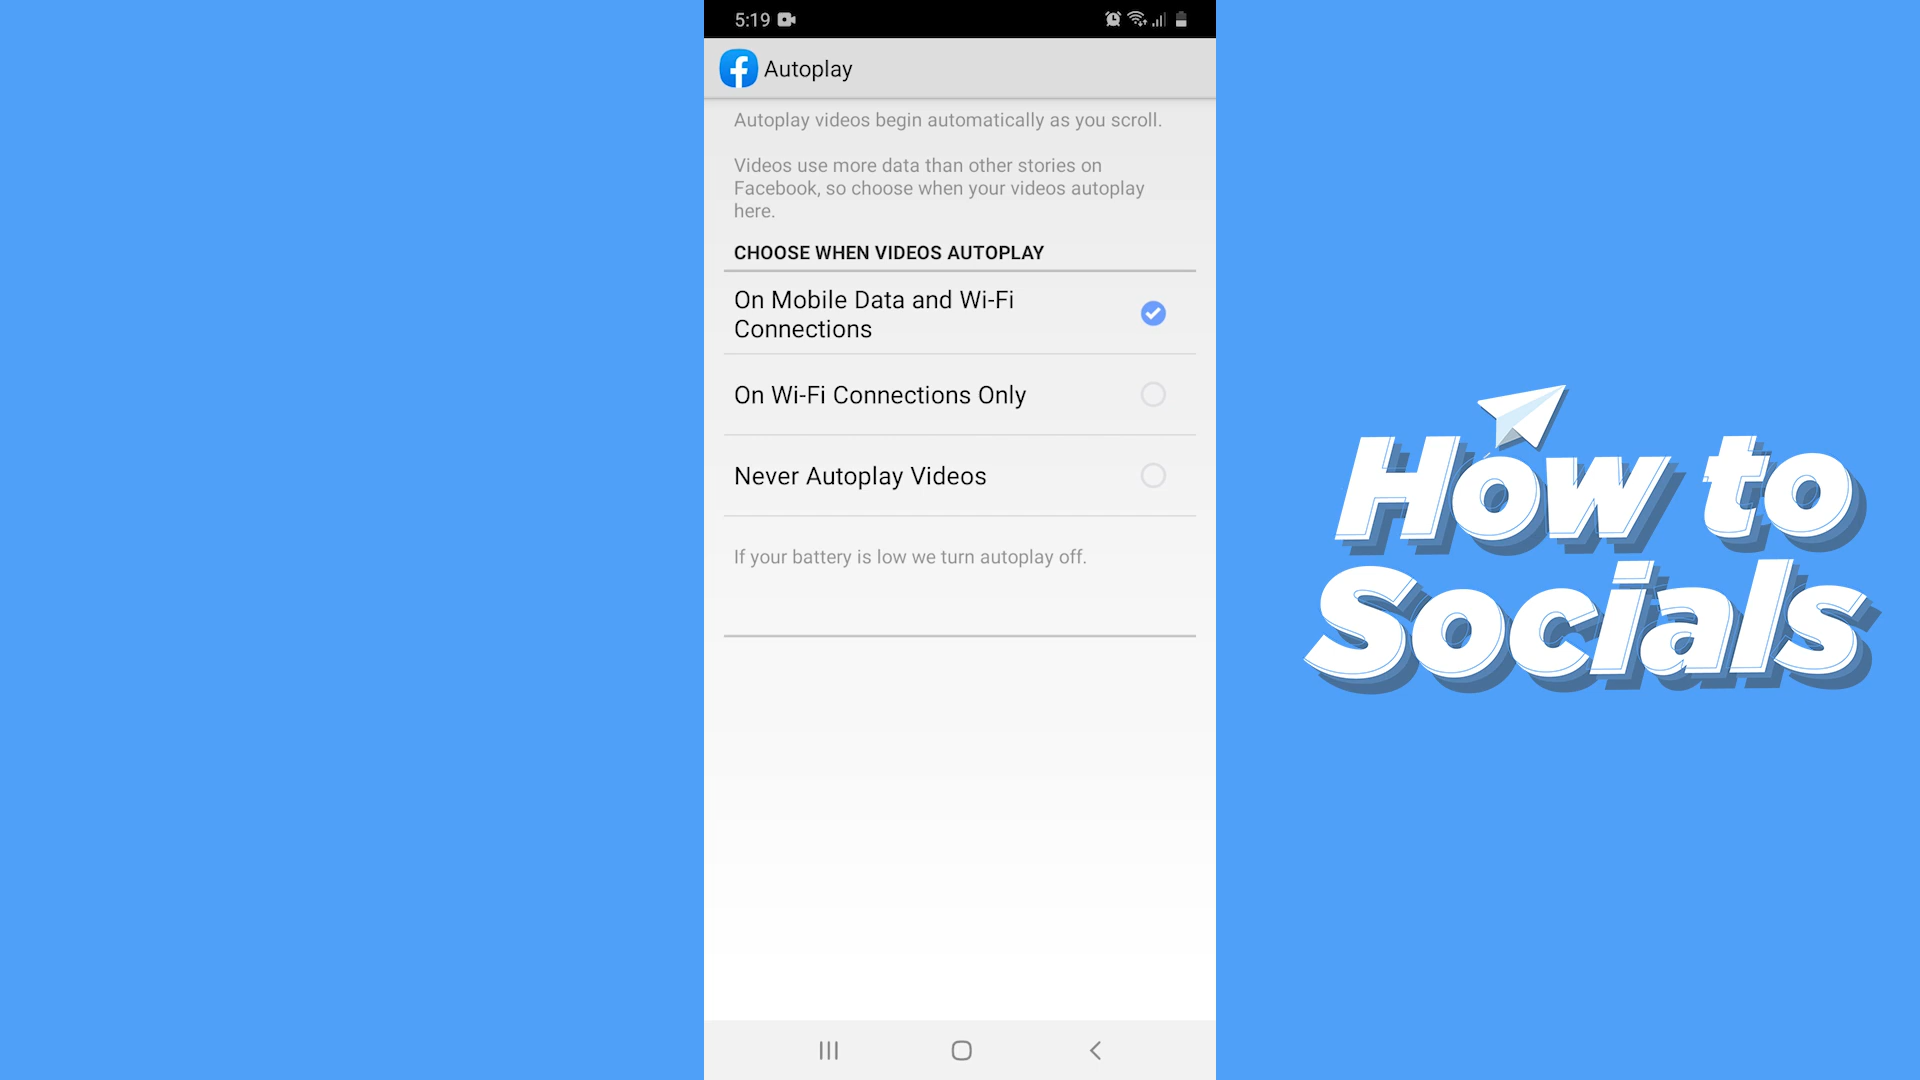 5:19
Autoplay
Autoplay videos begin automatically as you scroll.
Videos use more data than other stories on
Facebook, so choose when your videos autoplay
here.
CHOOSE WHEN VIDEOS AUTOPLAY
On Mobile Data and Wi-Fi
Connections
On Wi-Fi Connections Only
Never Autoplay Videos
If your battery is low we turn autoplay off.
How to
Socials